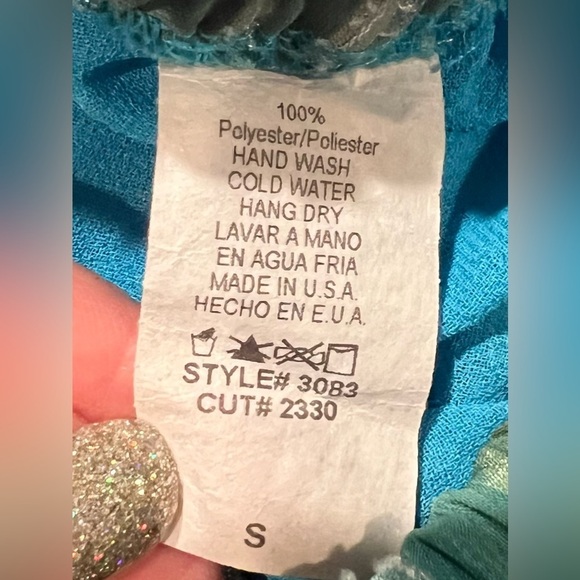 100%
Polyester/Poliester
HAND WASH
COLD WATER
HANG DRY
LAVAR A MANO
EN AGUA FRIA
MADE IN U.S.A.
HECHO EN E.U.A.
STYLE# 3083
CUT# 2330
S